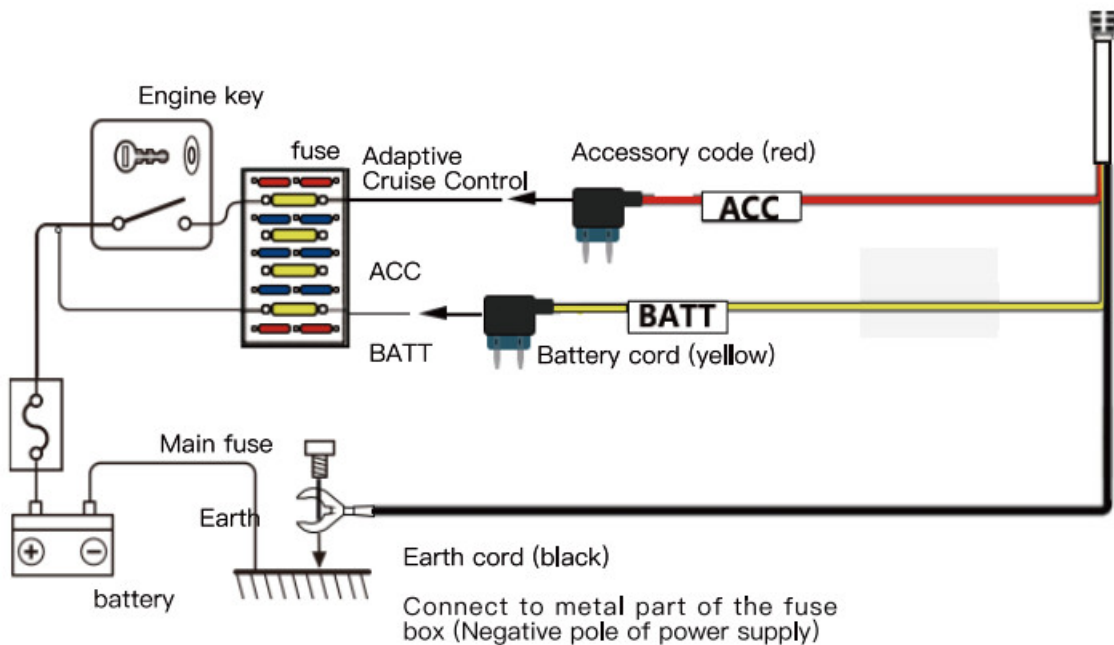 Engine key
fuse
Adaptive
Cruise Control
Accessory code (red)
ACC
ACC
BATT
BATT
Battery cord (yellow)
Main fuse
Earth
+
−
battery
Earth cord (black)
Connect to metal part of the fuse
box (Negative pole of power supply)